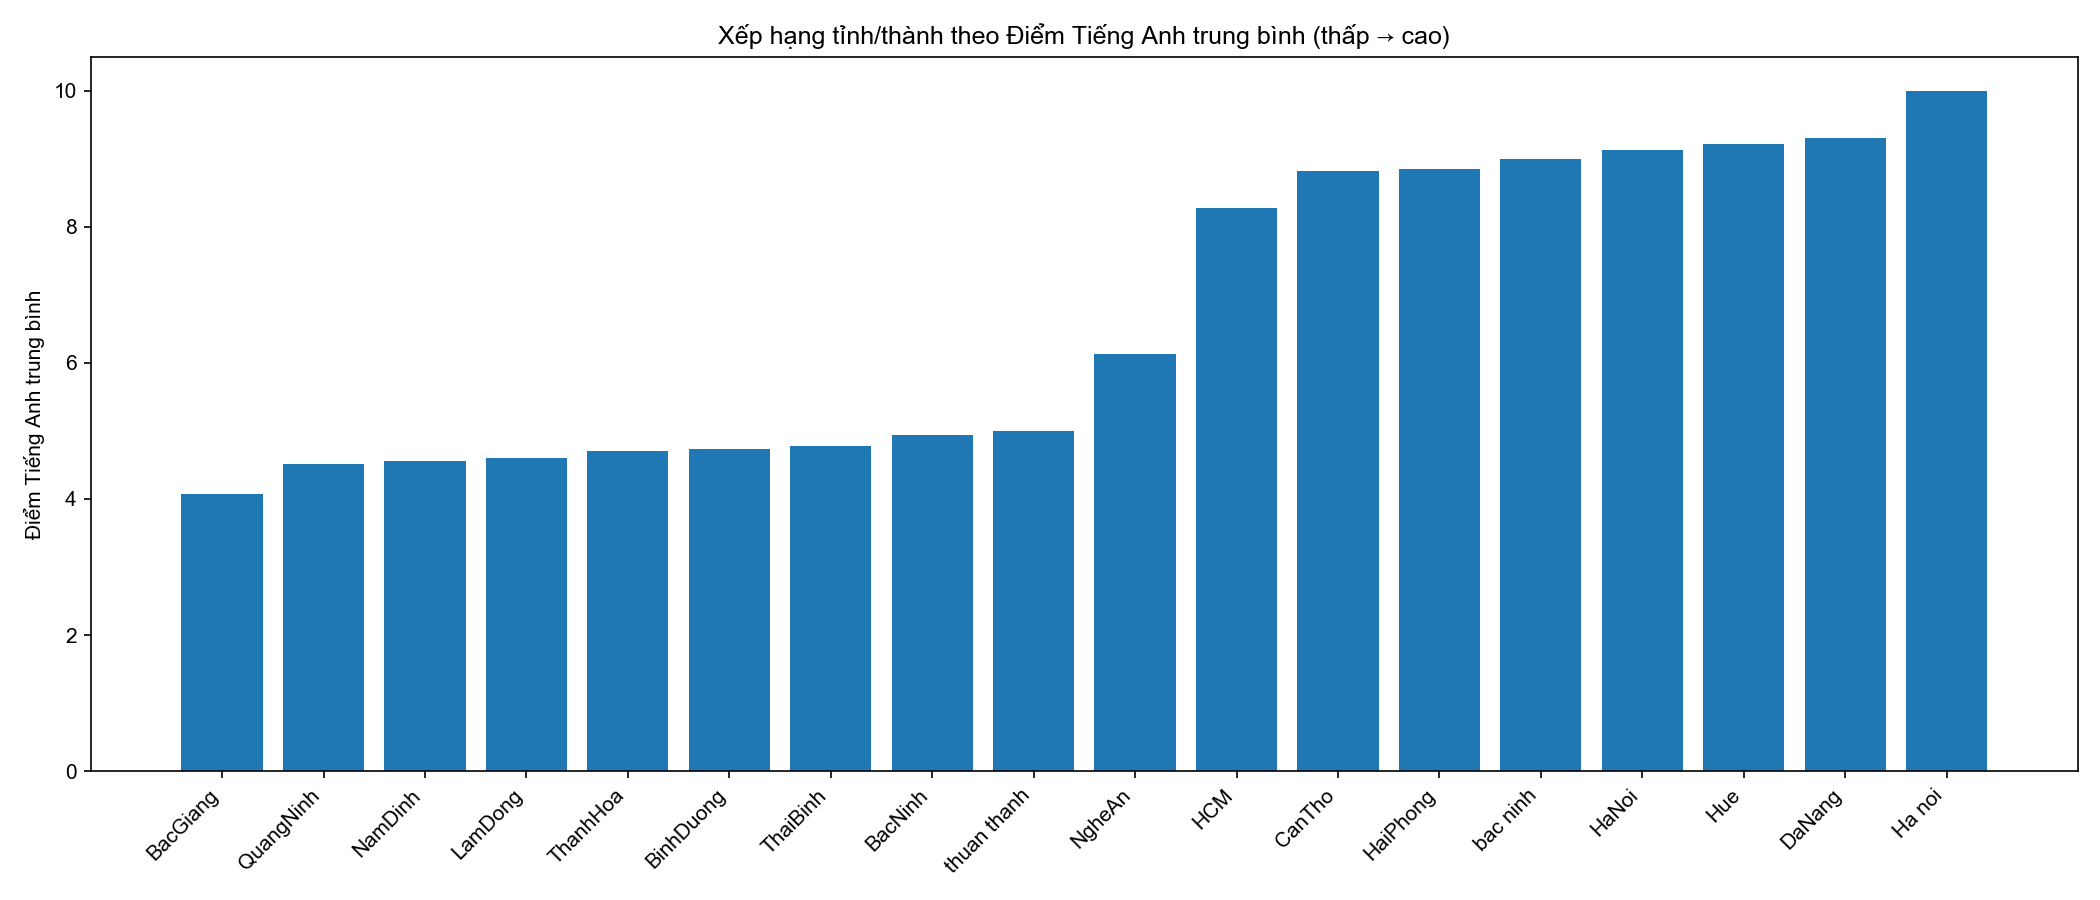 Xếp hạng tỉnh/thành theo Điểm Tiếng Anh trung bình (thấp → cao)
Điểm Tiếng Anh trung bình
10
8
6
4
2
0
BacGiang
QuangNinh
NamDinh
LamDong
ThanhHoa
BinhDuong
ThaiBinh
BacNinh
thuan thanh
NgheAn
HCM
CanTho
HaiPhong
bac ninh
HaNoi
Hue
DaNang
Ha noi